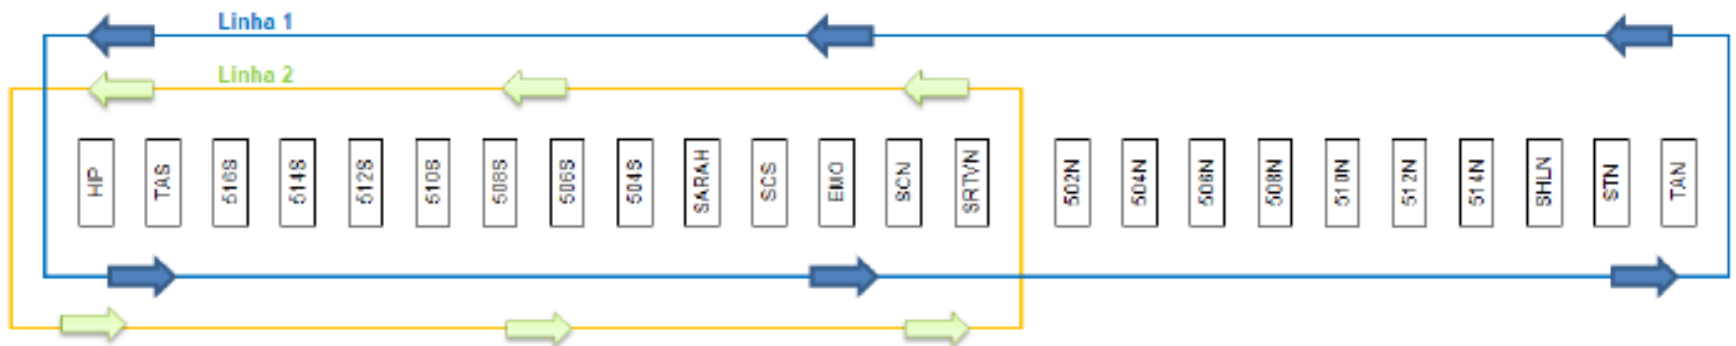 Linha 1
Linha 2
HP
TAS
516S
514S
512S
510S
508S
506S
504S
SARAH
SCS
EMO
SCN
SRTVN
502N
504N
506N
508N
510N
512N
514N
SHLN
STN
TAN